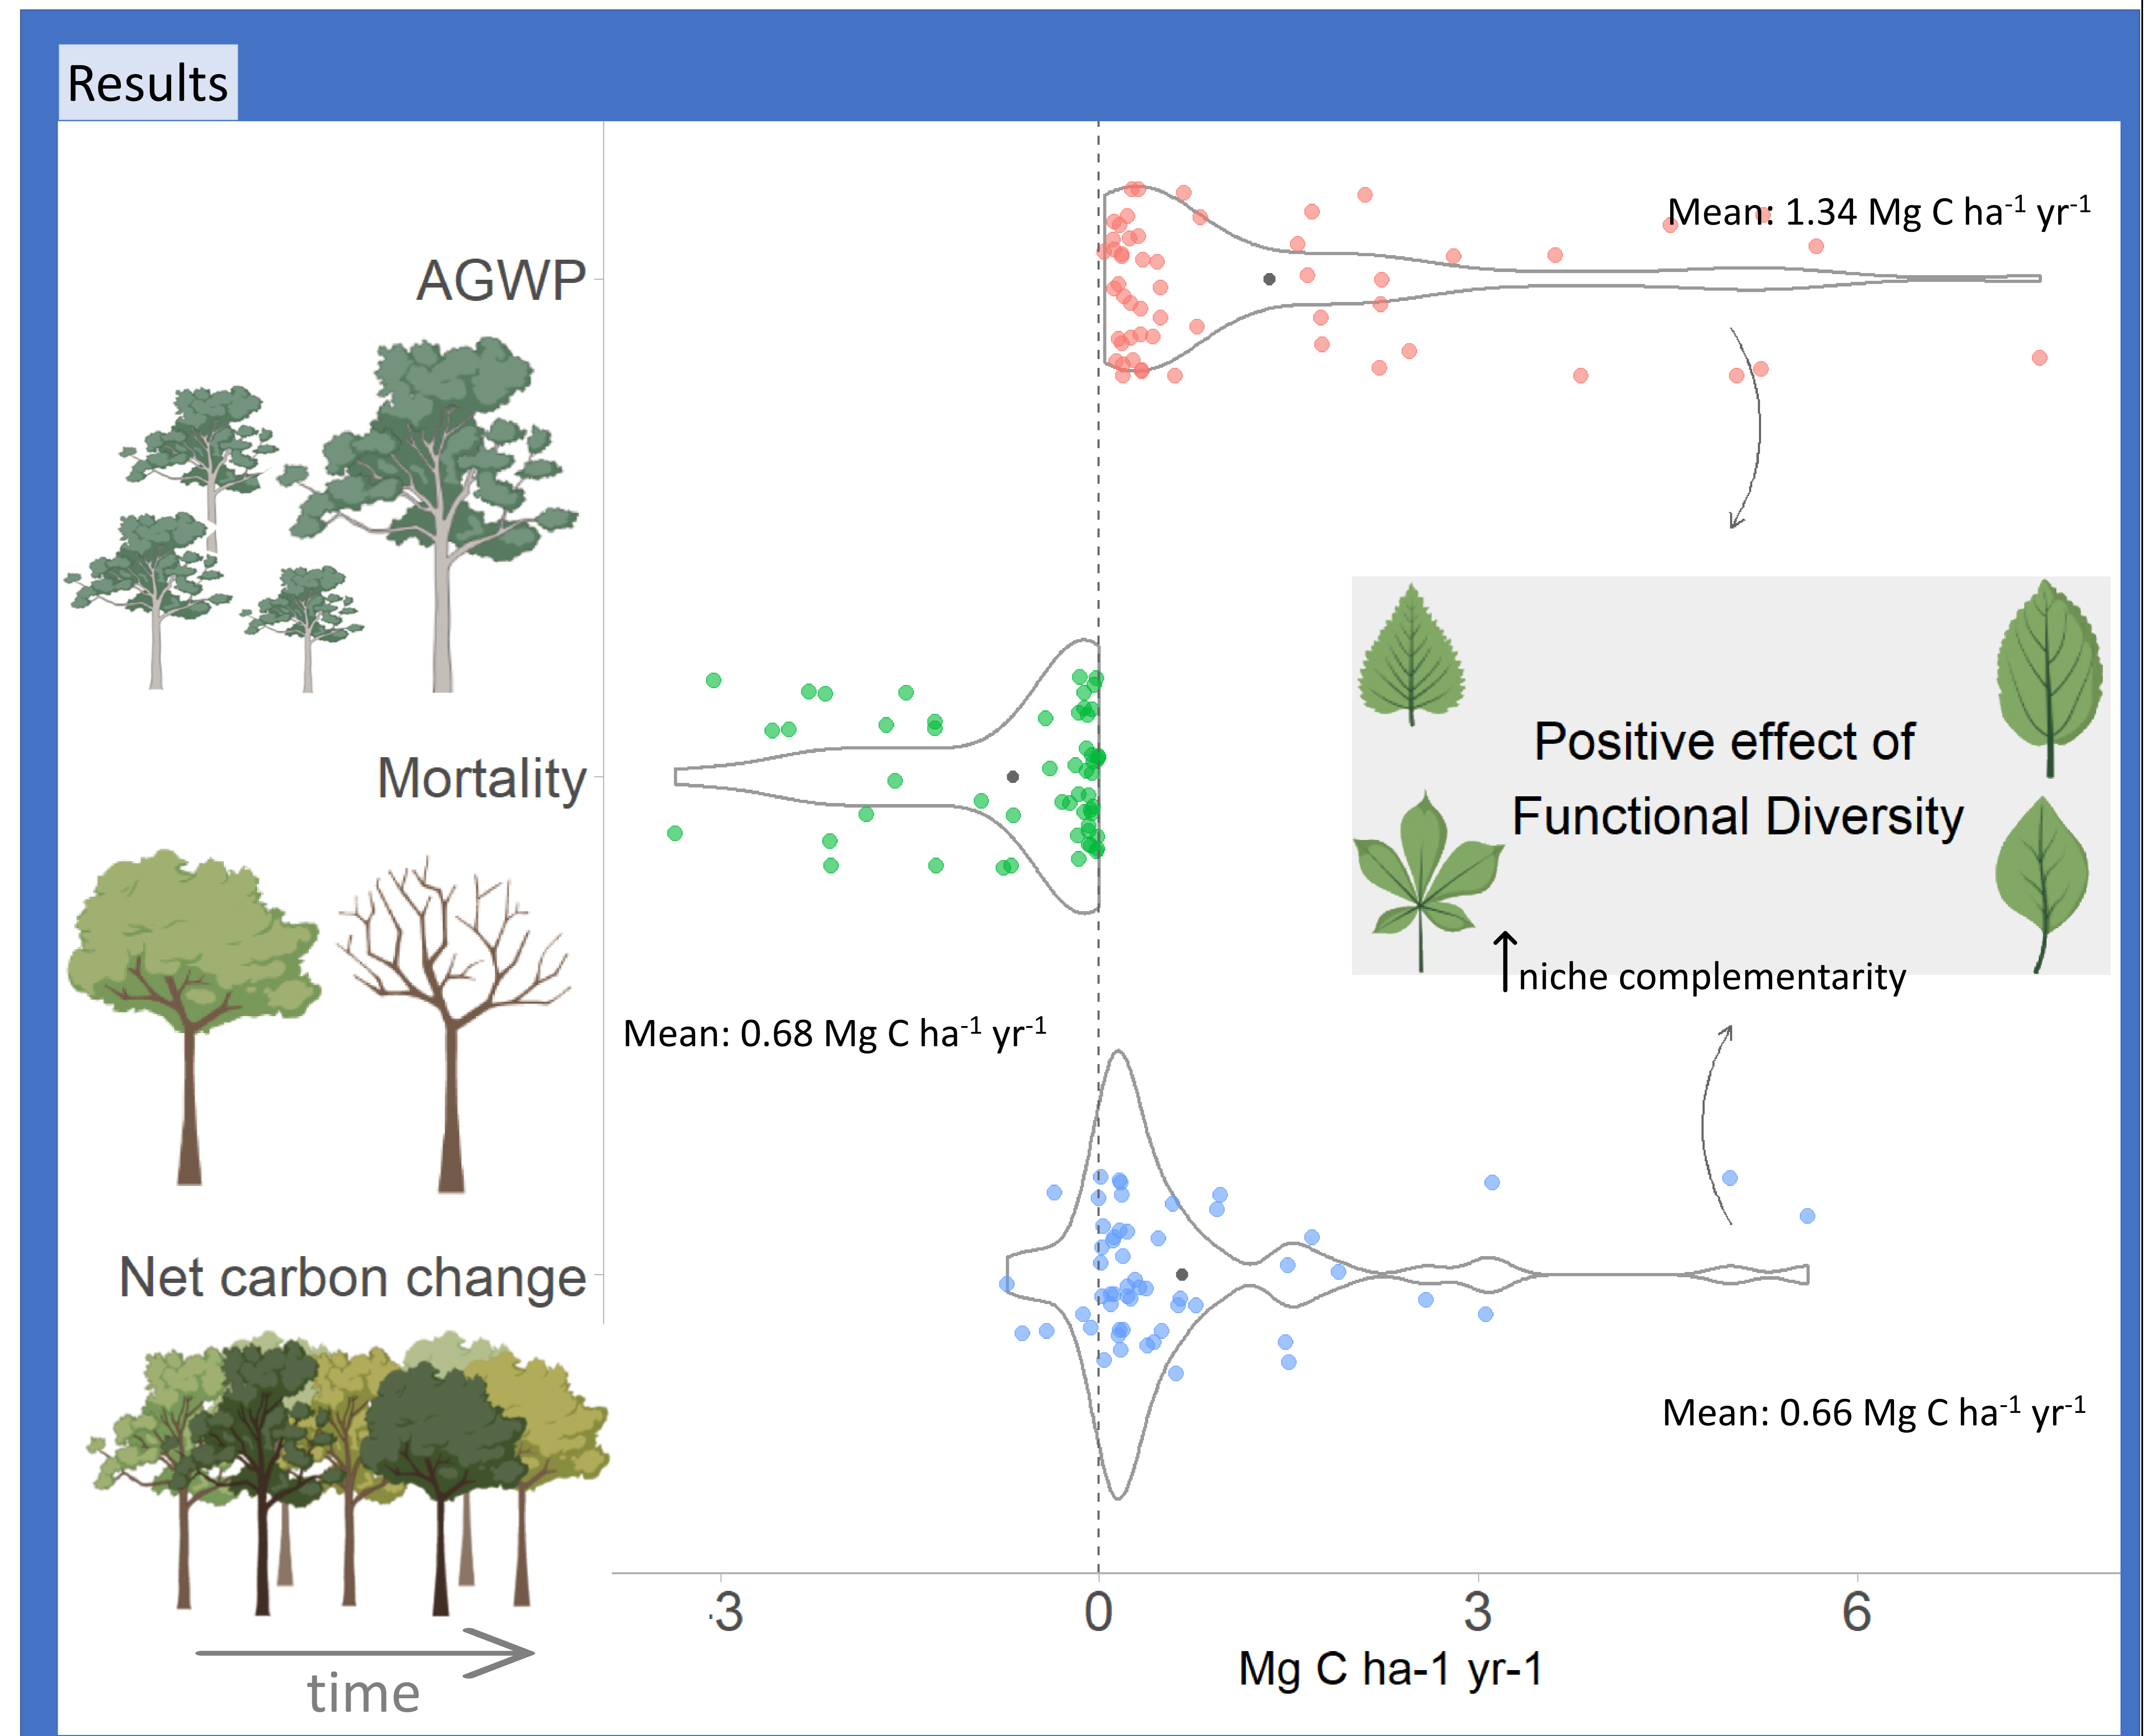 Results
Mean: 1.34 Mg C ha⁻¹ yr⁻¹
AGWP
Positive effect of
Functional Diversity
Mortality
niche complementarity
Mean: 0.68 Mg C ha⁻¹ yr⁻¹
Net carbon change
Mean: 0.66 Mg C ha⁻¹ yr⁻¹
-3 0 3 6
Mg C ha-1 yr-1
time